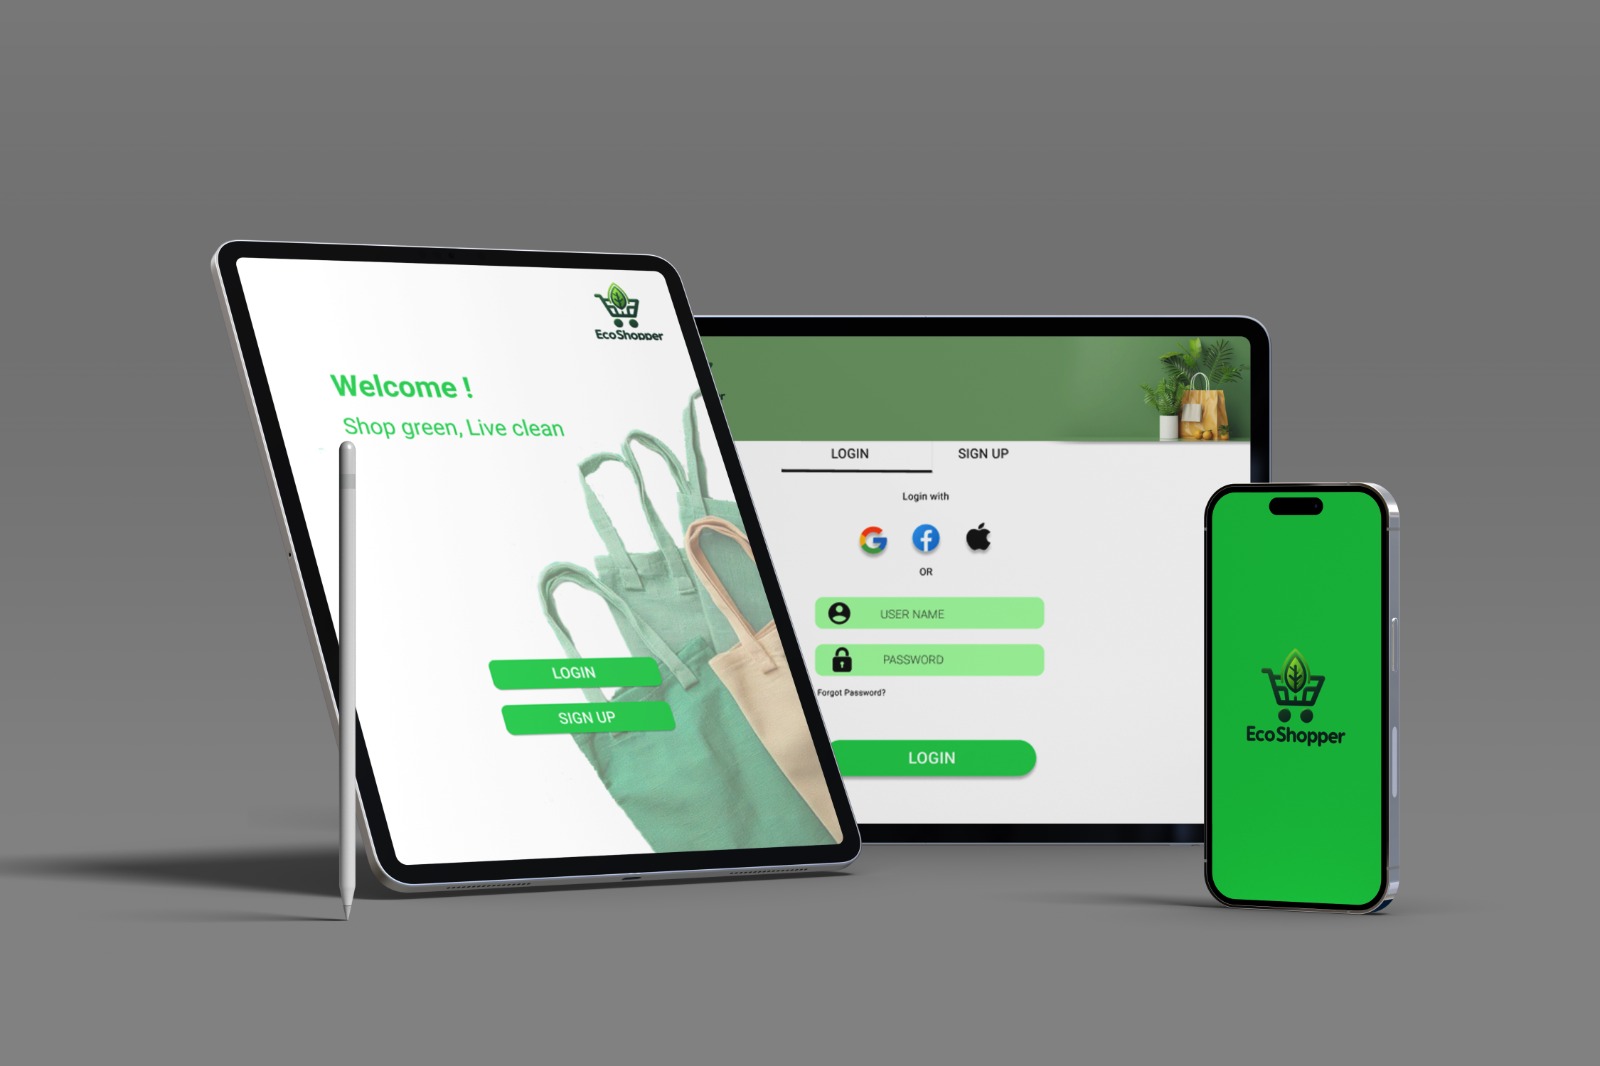 EcoShopper
Welcome !
Shop green, Live clean
LOGIN
SIGN UP
LOGIN
SIGN UP
Login with
OR
USER NAME
PASSWORD
Forgot Password?
LOGIN
EcoShopper